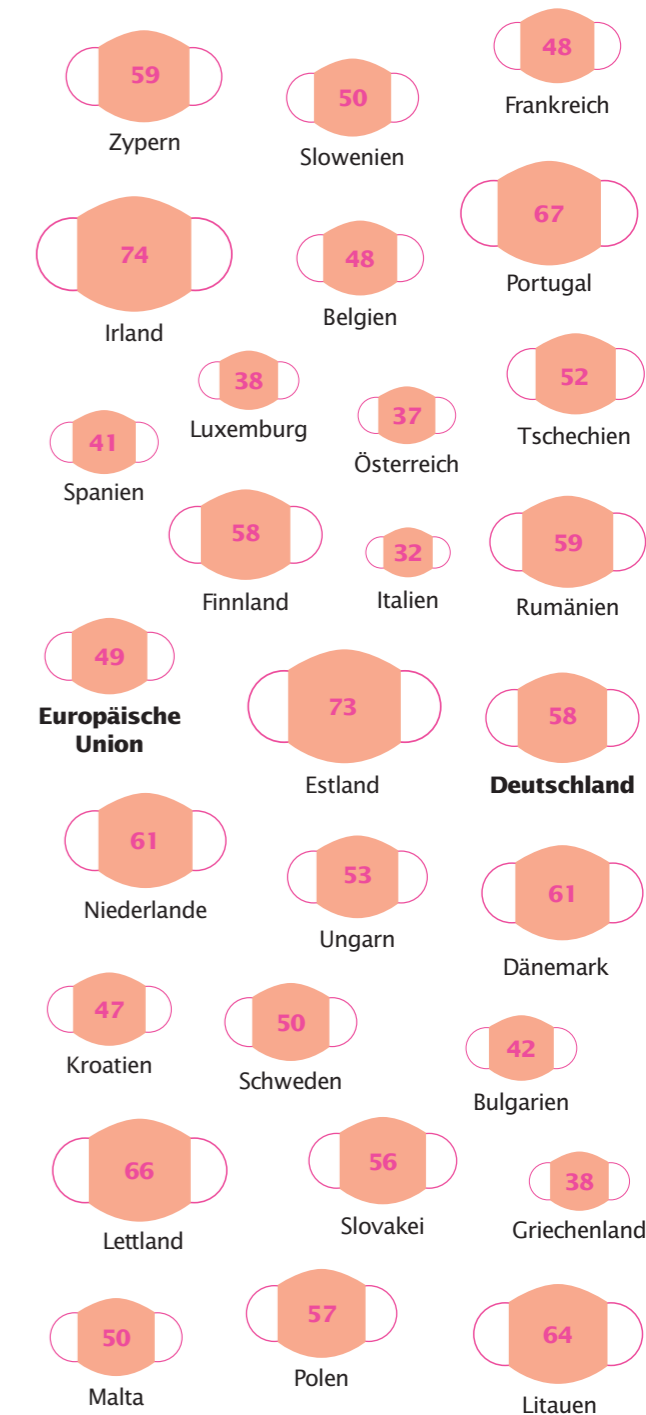 59
Zypern
50
Slowenien
48
Frankreich
74
Irland
48
Belgien
67
Portugal
38
Luxemburg
37
Österreich
52
Tschechien
41
Spanien
58
Finnland
32
Italien
59
Rumänien
49
Europäische
Union
73
Estland
58
Deutschland
61
Niederlande
53
Ungarn
61
Dänemark
47
Kroatien
50
Schweden
42
Bulgarien
66
Lettland
56
Slovakei
38
Griechenland
50
Malta
57
Polen
64
Litauen